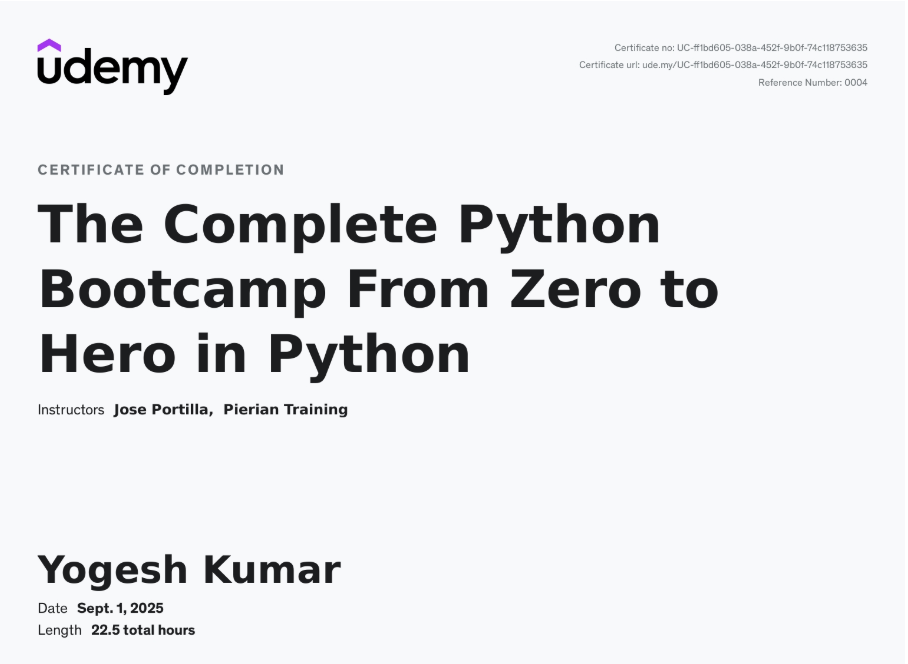 udemy
Certificate no: UC-ff1bd605-038a-452f-9b0f-74c118753635
Certificate url: ude.my/UC-ff1bd605-038a-452f-9b0f-74c118753635
Reference Number: 0004
CERTIFICATE OF COMPLETION
The Complete Python
Bootcamp From Zero to
Hero in Python
Instructors Jose Portilla, Pierian Training
Yogesh Kumar
Date Sept. 1, 2025
Length 22.5 total hours